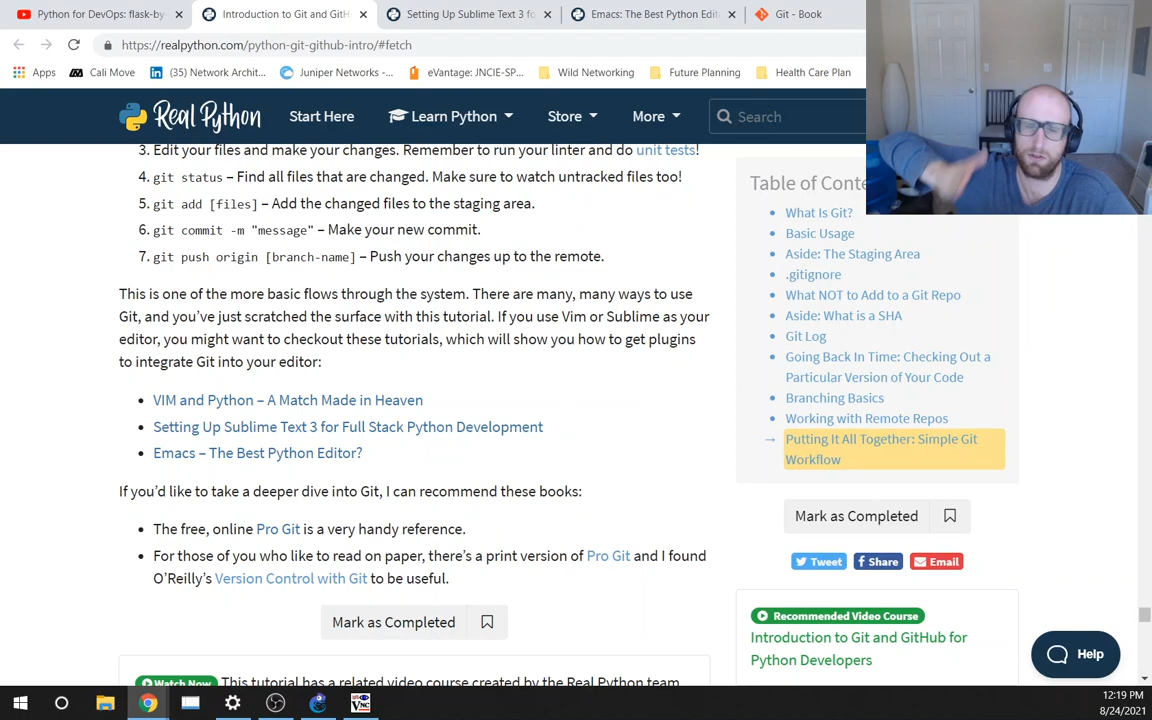 Python for DevOps: flask-by
Introduction to Git and GitH
Setting Up Sublime Text 3 fo
Emacs: The Best Python Edit
Git - Book
https://realpython.com/python-git-github-intro/#fetch
Apps
Cali Move
(35) Network Archit...
Juniper Networks -...
eVantage: JNCIE-SP...
Wild Networking
Future Planning
Health Care Plan
Real Python
Start Here
Learn Python
Store
More
Search
3. Edit your files and make your changes. Remember to run your linter and do unit tests!
4. git status – Find all files that are changed. Make sure to watch untracked files too!
5. git add [files] – Add the changed files to the staging area.
6. git commit -m "message" – Make your new commit.
7. git push origin [branch-name] – Push your changes up to the remote.
This is one of the more basic flows through the system. There are many, many ways to use
Git, and you’ve just scratched the surface with this tutorial. If you use Vim or Sublime as your
editor, you might want to checkout these tutorials, which will show you how to get plugins
to integrate Git into your editor:
• VIM and Python – A Match Made in Heaven
• Setting Up Sublime Text 3 for Full Stack Python Development
• Emacs – The Best Python Editor?
If you’d like to take a deeper dive into Git, I can recommend these books:
• The free, online Pro Git is a very handy reference.
• For those of you who like to read on paper, there’s a print version of Pro Git and I found
O’Reilly’s Version Control with Git to be useful.
Mark as Completed
Watch Now This tutorial has a related video course created by the Real Python team.
Table of Conte
• What Is Git?
• Basic Usage
• Aside: The Staging Area
• .gitignore
• What NOT to Add to a Git Repo
• Aside: What is a SHA
• Git Log
• Going Back In Time: Checking Out a
Particular Version of Your Code
• Branching Basics
• Working with Remote Repos
→ Putting It All Together: Simple Git
Workflow
Mark as Completed
Tweet
Share
Email
Recommended Video Course
Introduction to Git and GitHub for
Python Developers
Help
12:19 PM
8/24/2021